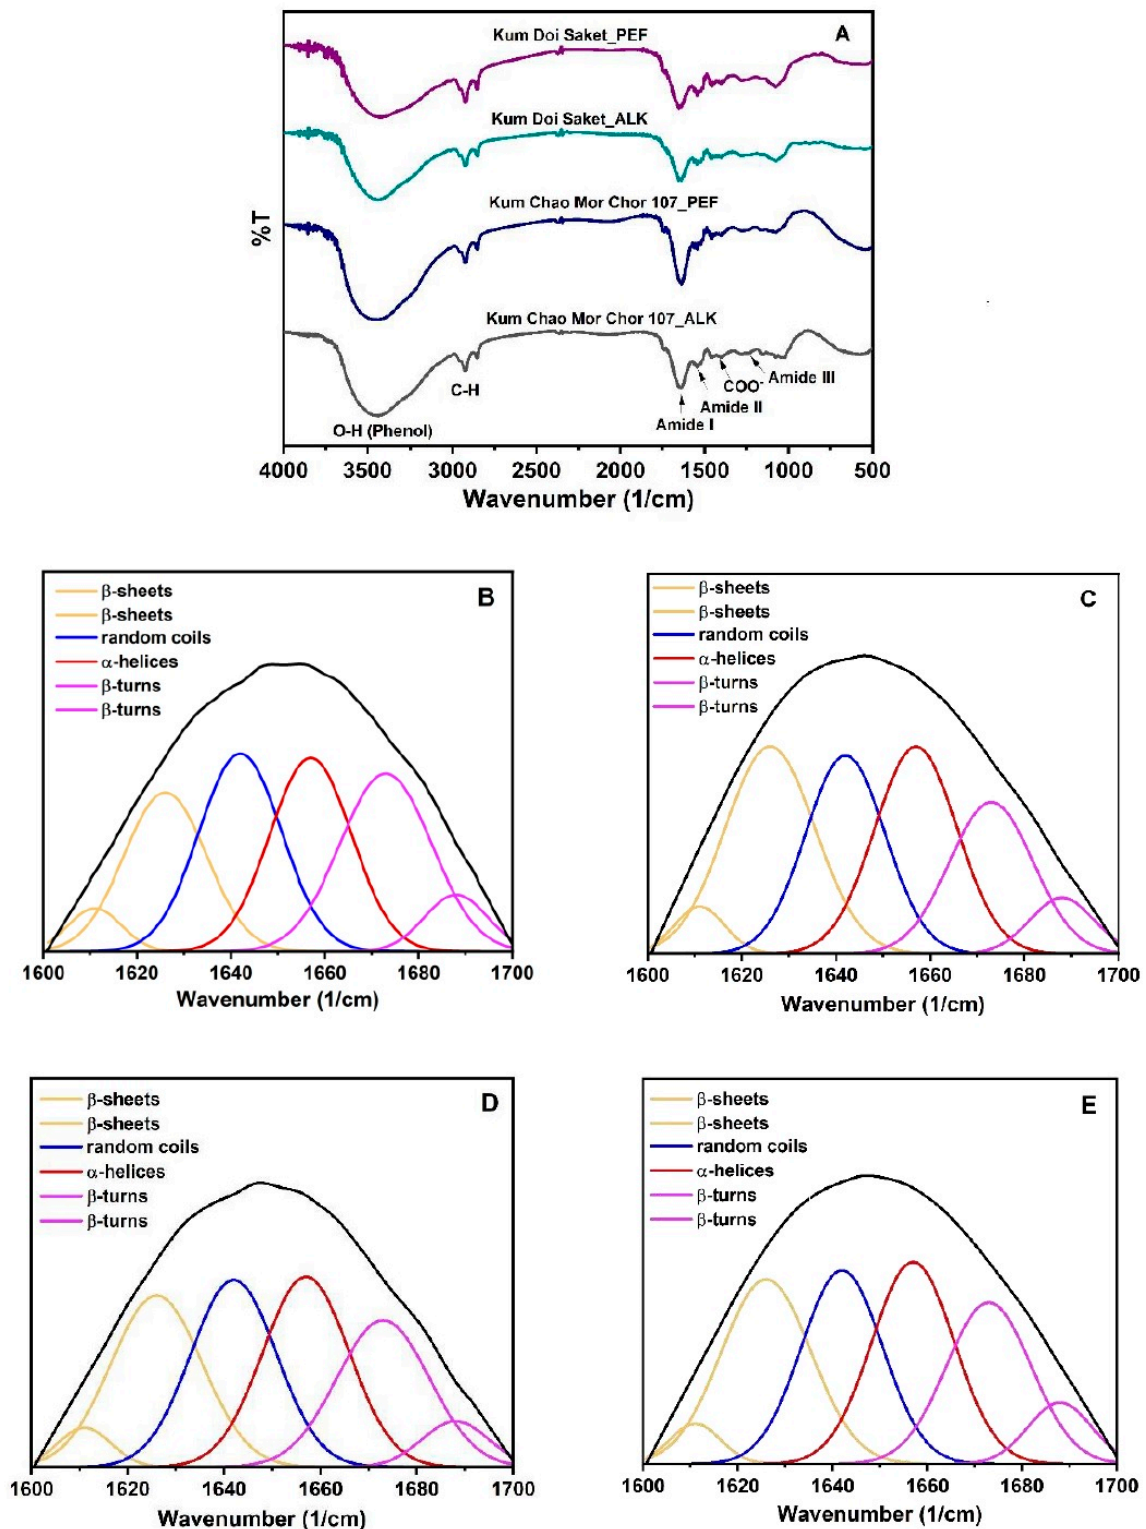 A
Kum Doi Saket_PEF
Kum Doi Saket_ALK
Kum Chao Mor Chor 107_PEF
Kum Chao Mor Chor 107_ALK
%T
C-H
O-H (Phenol)
Amide III
COO⁻
Amide II
Amide I
4000 3500 3000 2500 2000 1500 1000 500
Wavenumber (1/cm)
B
β-sheets
β-sheets
random coils
α-helices
β-turns
β-turns
1600 1620 1640 1660 1680 1700
Wavenumber (1/cm)
C
β-sheets
β-sheets
random coils
α-helices
β-turns
β-turns
1600 1620 1640 1660 1680 1700
Wavenumber (1/cm)
D
β-sheets
β-sheets
random coils
α-helices
β-turns
β-turns
1600 1620 1640 1660 1680 1700
Wavenumber (1/cm)
E
β-sheets
β-sheets
random coils
α-helices
β-turns
β-turns
1600 1620 1640 1660 1680 1700
Wavenumber (1/cm)